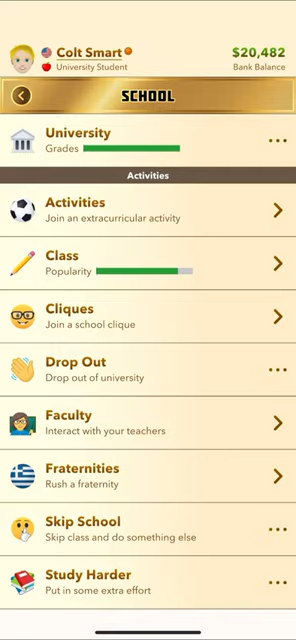 Colt Smart
$20,482
University Student
Bank Balance
SCHOOL
University
Grades
Activities
Activities
Join an extracurricular activity
Class
Popularity
Cliques
Join a school clique
Drop Out
Drop out of university
Faculty
Interact with your teachers
Fraternities
Rush a fraternity
Skip School
Skip class and do something else
Study Harder
Put in some extra effort